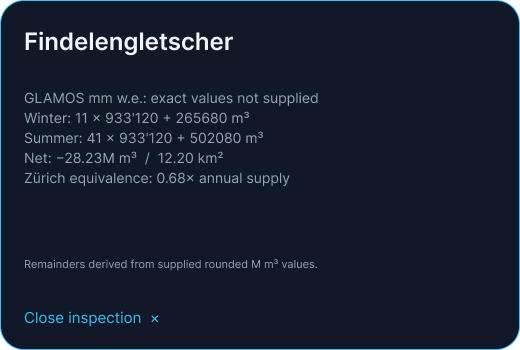 Findelengletscher
GLAMOS mm w.e.: exact values not supplied
Winter: 11 × 933'120 + 265680 m³
Summer: 41 × 933'120 + 502080 m³
Net: −28.23M m³ / 12.20 km²
Zürich equivalence: 0.68× annual supply
Remainders derived from supplied rounded M m³ values.
Close inspection ×